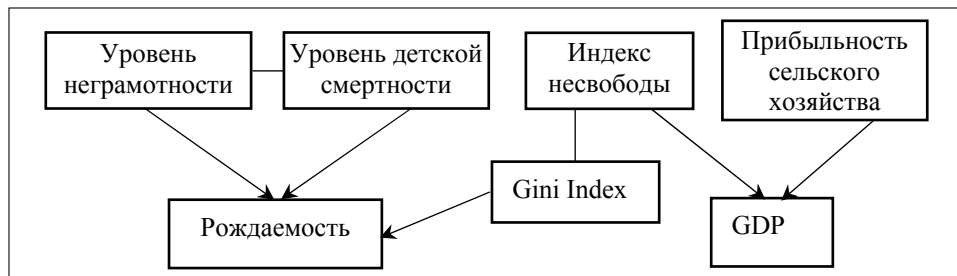 Уровень
неграмотности
Уровень детской
смертности
Индекс
несвободы
Прибыльность
сельского
хозяйства
Рождаемость
Gini Index
GDP